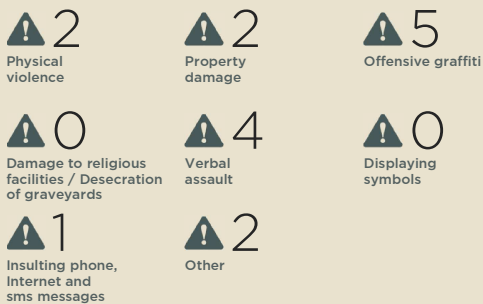 2
Physical
violence
2
Property
damage
5
Offensive graffiti
0
Damage to religious
facilities / Desecration
of graveyards
4
Verbal
assault
0
Displaying
symbols
1
Insulting phone,
Internet and
sms messages
2
Other